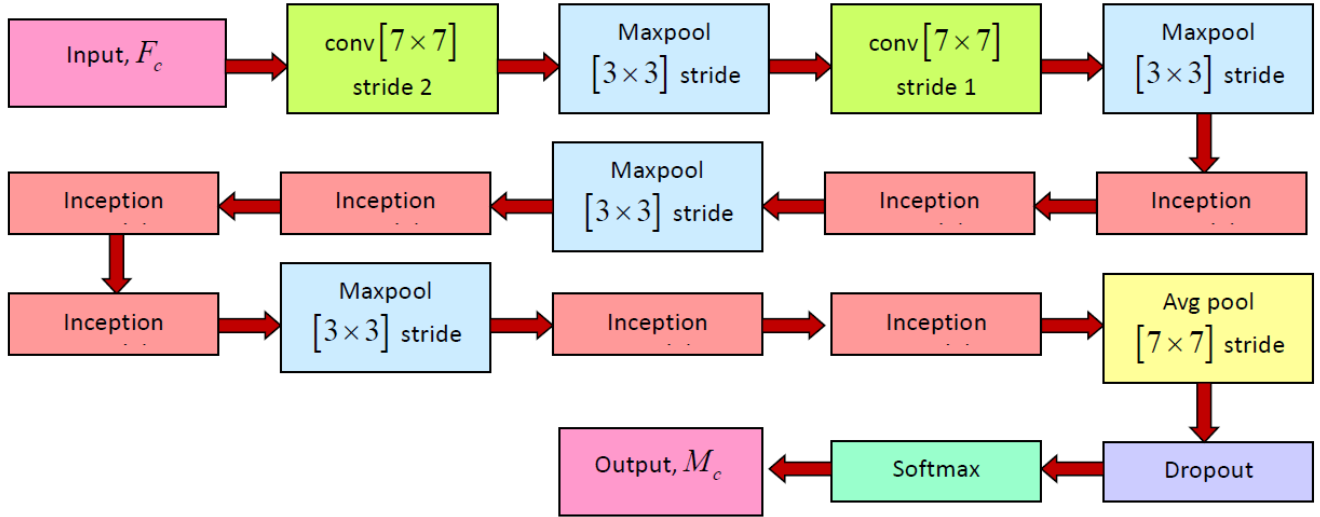 Input, F_c
conv [7 × 7]
stride 2
Maxpool
[3 × 3] stride
conv [7 × 7]
stride 1
Maxpool
[3 × 3] stride
Inception
Inception
Maxpool
[3 × 3] stride
Inception
Inception
Inception
Maxpool
[3 × 3] stride
Inception
Inception
Avg pool
[7 × 7] stride
Dropout
Softmax
Output, M_c